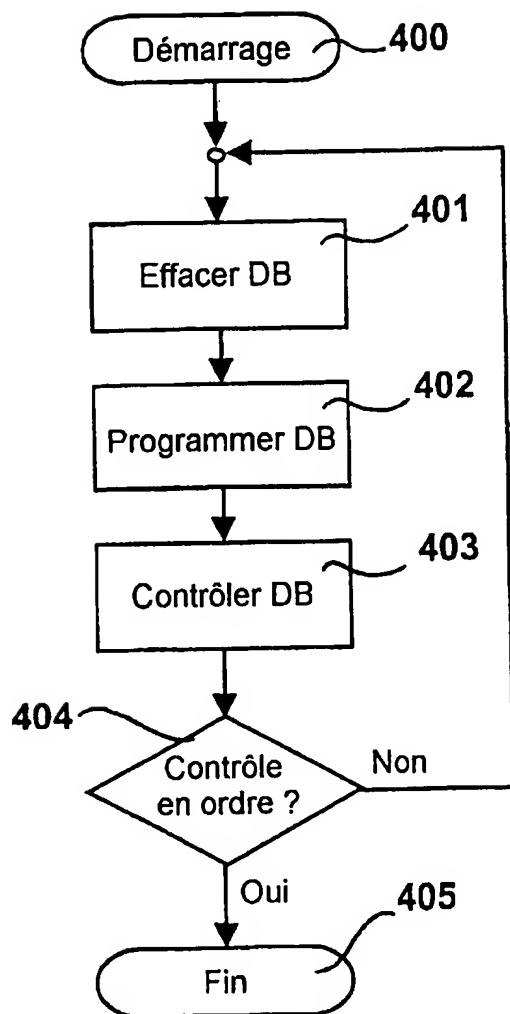 Démarrage
400
401
Effacer DB
402
Programmer DB
403
Contrôler DB
404
Contrôle
en ordre ?
Non
Oui
405
Fin